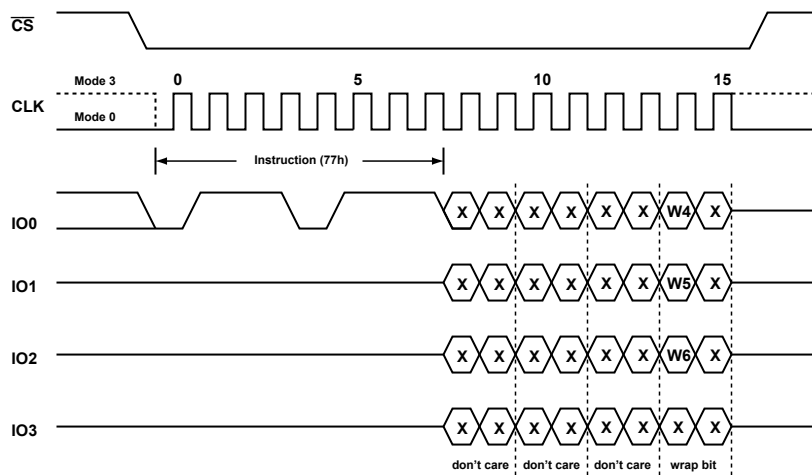 CS
Mode 3 0 5 10 15
CLK
Mode 0
Instruction (77h)
IO0 X X X X X X W4 X
IO1 X X X X X X W5 X
IO2 X X X X X X W6 X
IO3 X X X X X X X X
don't care don't care don't care wrap bit